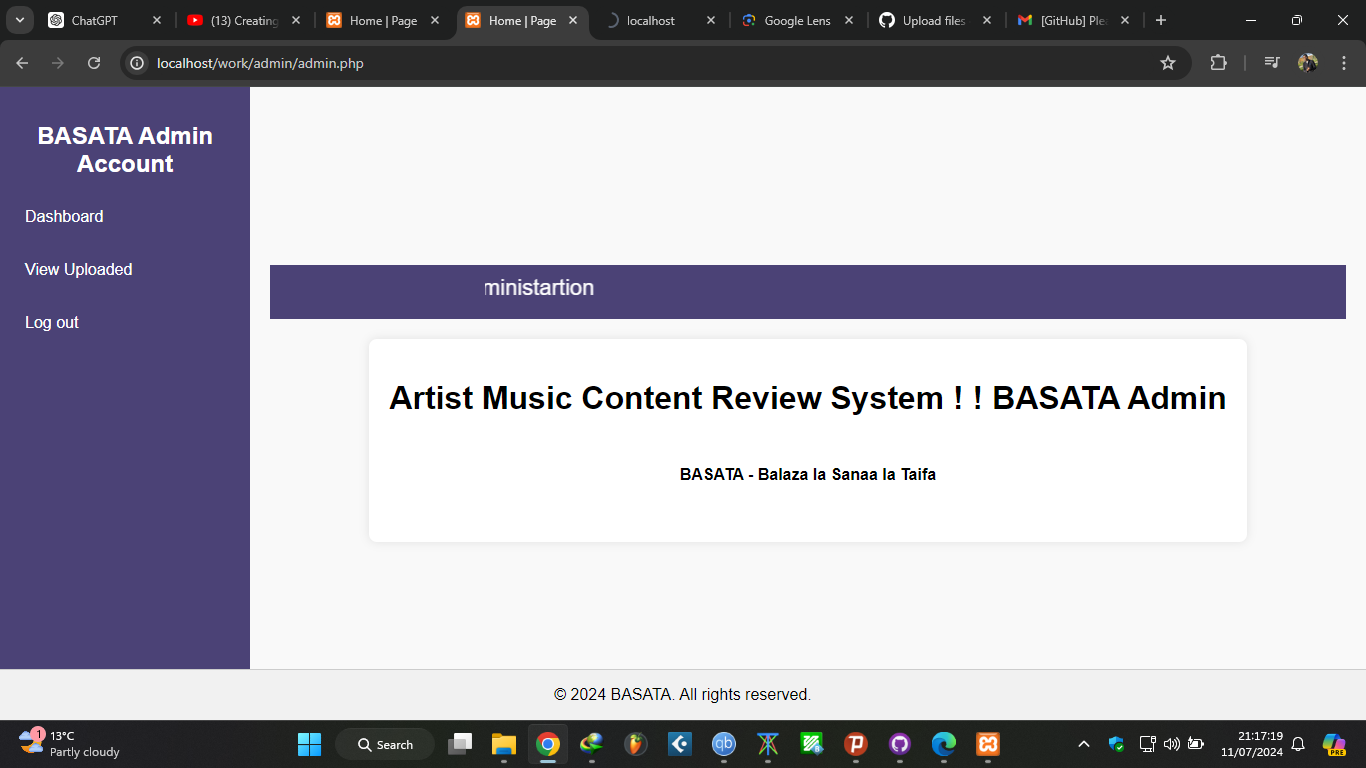 ChatGPT
(13) Creating
Home | Page
Home | Page
localhost
Google Lens
Upload files
[GitHub] Ple
localhost/work/admin/admin.php
BASATA Admin
Account
Dashboard
View Uploaded
Log out
ministartion
Artist Music Content Review System ! ! BASATA Admin
BASATA - Balaza la Sanaa la Taifa
© 2024 BASATA. All rights reserved.
1
13°C
Partly cloudy
Search
qb
PRE
21:17:19
11/07/2024